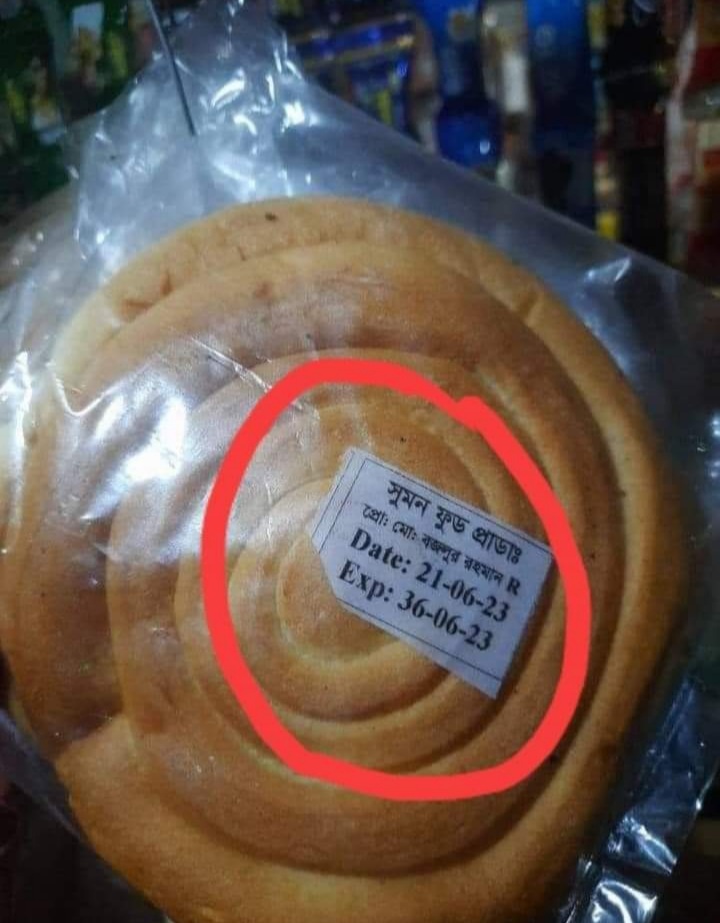 সুমন ফুড প্রাডাঃ
প্রোঃ মোঃ বজলুর রহমান R
Date: 21-06-23
Exp: 36-06-23